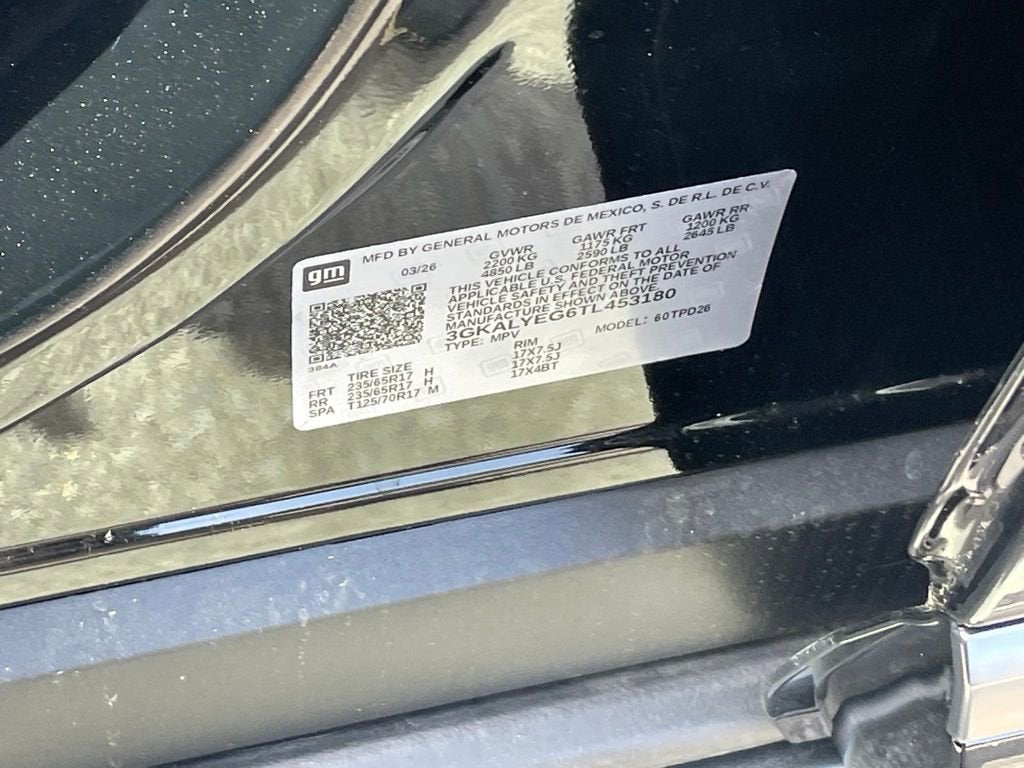 gm
MFD BY GENERAL MOTORS DE MEXICO, S. DE R.L. DE C.V.
03/26
GVWR
2200 KG
4850 LB
GAWR FRT
1175 KG
2590 LB
GAWR RR
1200 KG
2645 LB
THIS VEHICLE CONFORMS TO ALL
APPLICABLE U.S. FEDERAL MOTOR
VEHICLE SAFETY AND THEFT PREVENTION
STANDARDS IN EFFECT ON THE DATE OF
MANUFACTURE SHOWN ABOVE.
3GKALYEG6TL453180
TYPE: MPV
MODEL: 60TPD26
384A
TIRE SIZE
RIM
FRT 235/65R17 H 17X7.5J
RR 235/65R17 H 17X7.5J
SPA T125/70R17 M 17X4BT